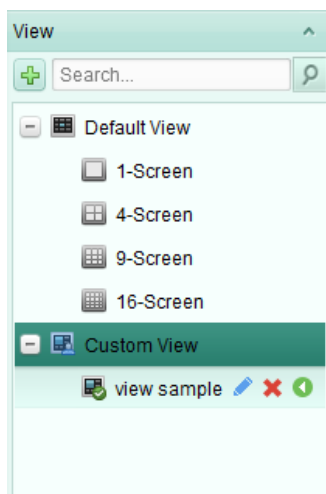 View
Search...
Default View
1-Screen
4-Screen
9-Screen
16-Screen
Custom View
view sample